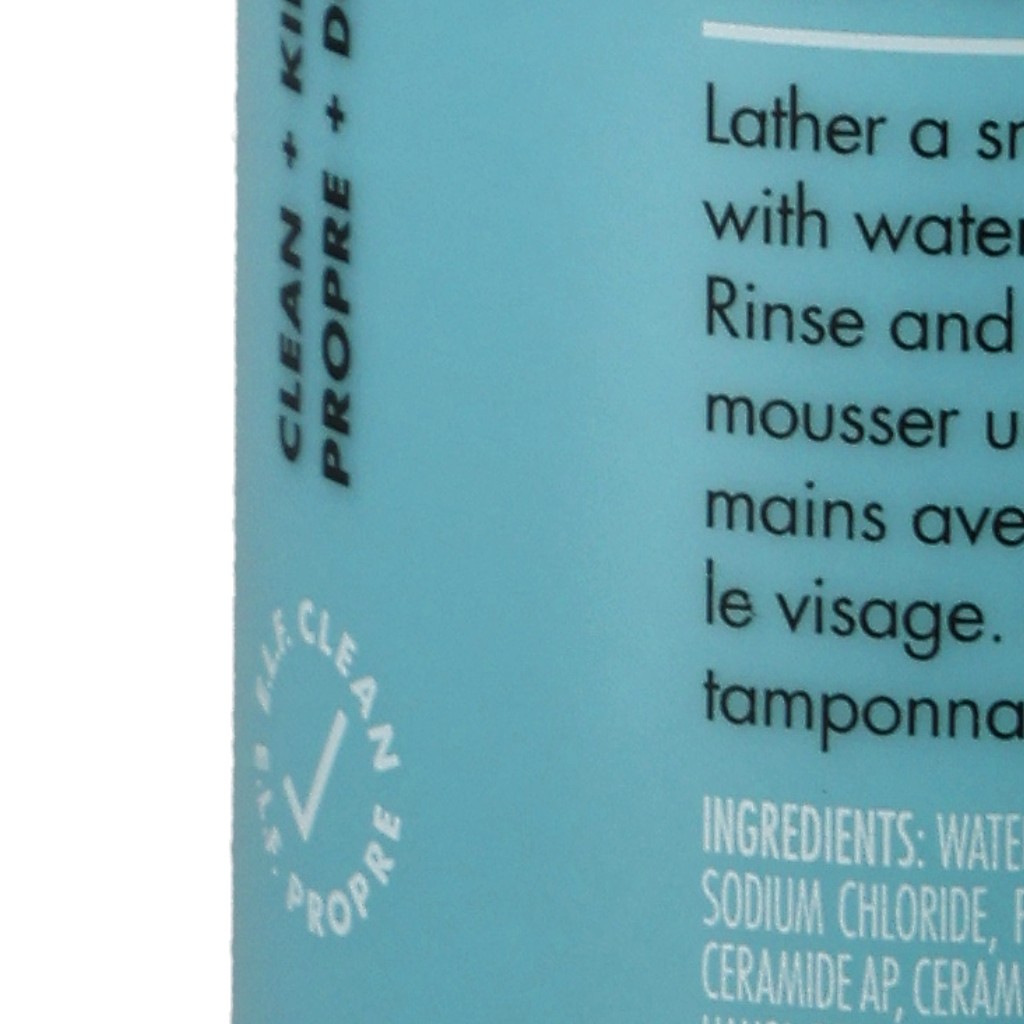 CLEAN + KI
PROPRE + D
E.L.F. CLEAN
E.L.F. PROPRE
Lather a s
with water
Rinse and
mousser u
mains ave
le visage.
tamponna
INGREDIENTS: WATE
SODIUM CHLORIDE,
CERAMIDE AP, CERAM